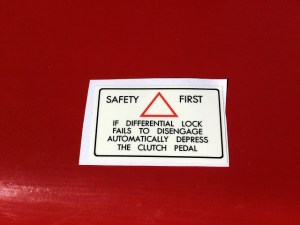 SAFETY FIRST
IF DIFFERENTIAL LOCK
FAILS TO DISENGAGE
AUTOMATICALLY DEPRESS
THE CLUTCH PEDAL